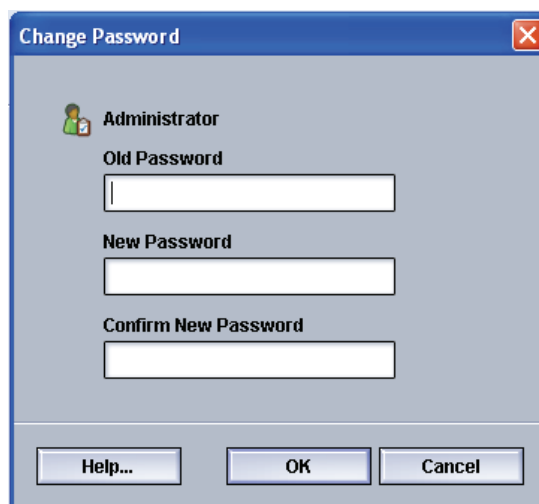 Change Password
Administrator
Old Password
New Password
Confirm New Password
Help... OK Cancel